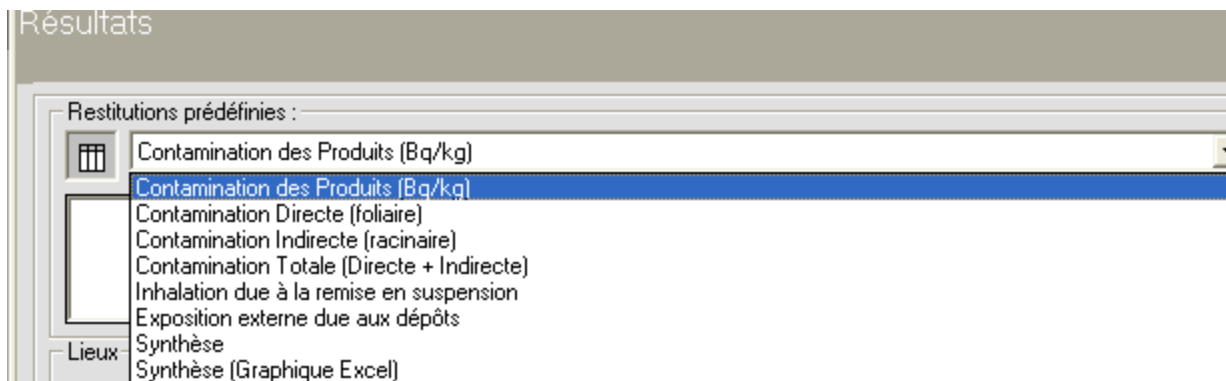 Résultats
Restitutions prédéfinies :
Contamination des Produits (Bq/kg)
Contamination des Produits (Bq/kg)
Contamination Directe (foliaire)
Contamination Indirecte (racinaire)
Contamination Totale (Directe + Indirecte)
Inhalation due à la remise en suspension
Exposition externe due aux dépôts
Lieux
Synthèse
Synthèse (Graphique Excel)